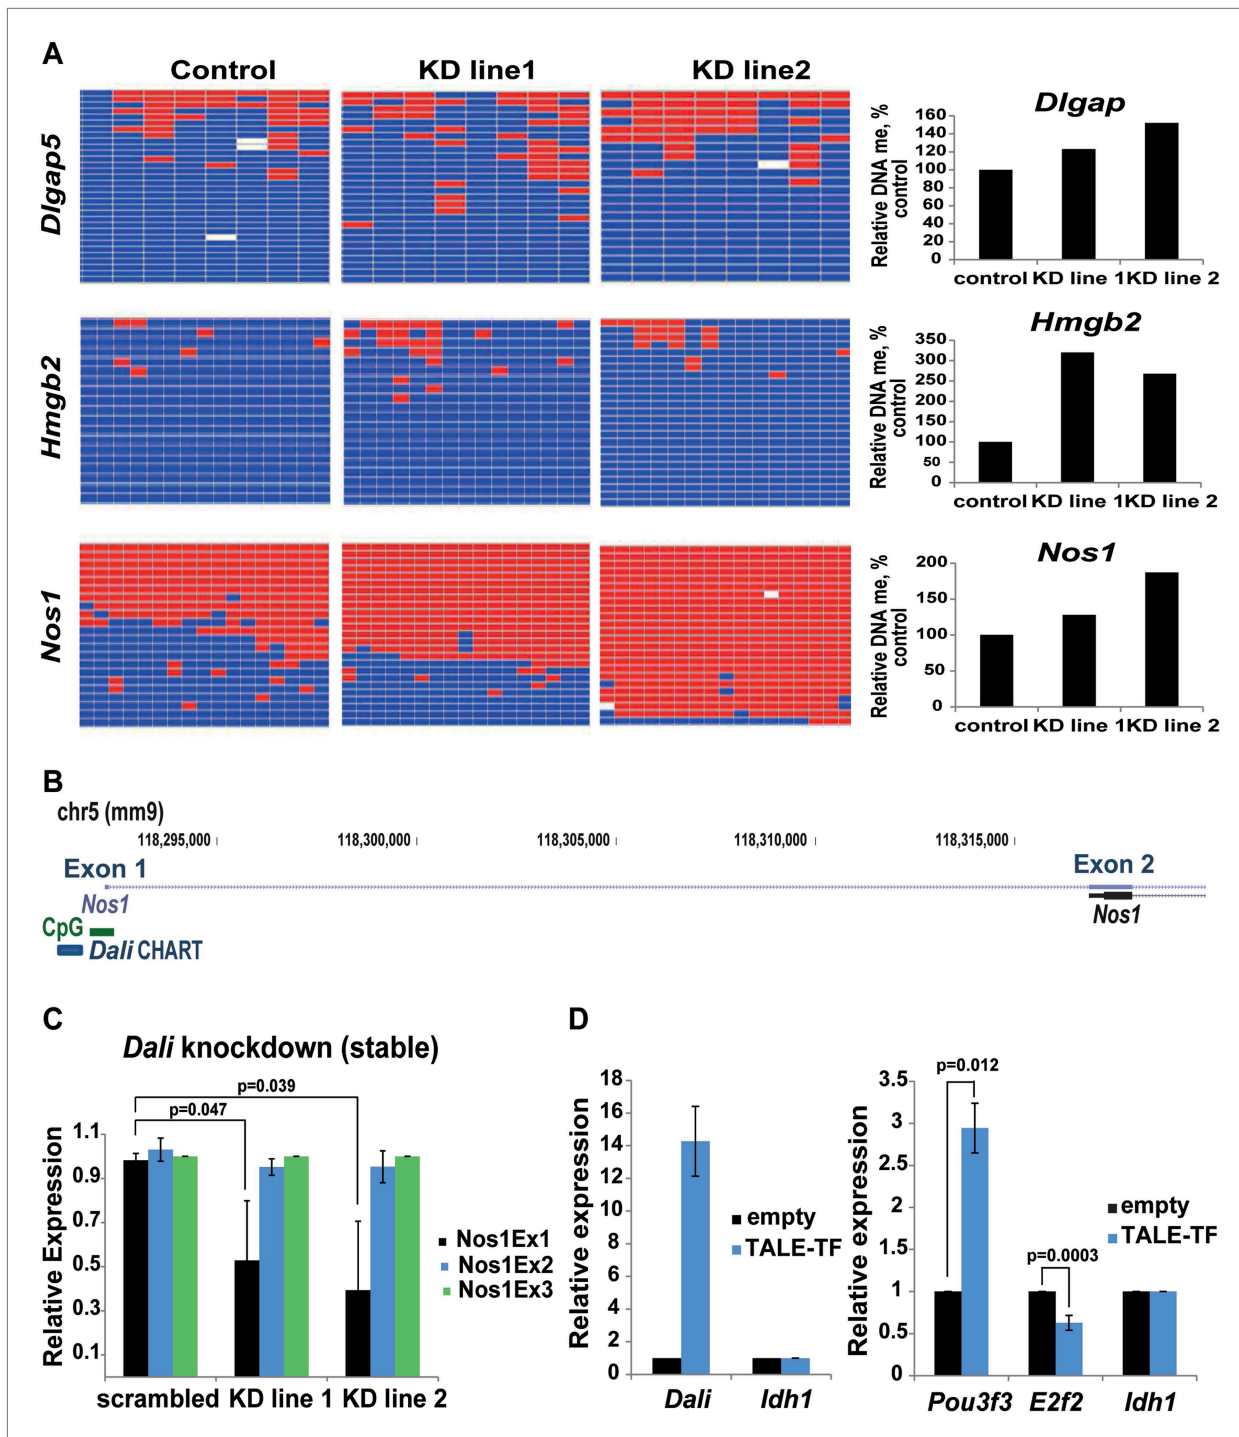 A
Control KD line1 KD line2
Dlgap5
Dlgap
Relative DNA me, %
control
160
140
120
100
80
60
40
20
0
control KD line 1KD line 2
Hmgb2
Hmgb2
Relative DNA me, %
control
350
300
250
200
150
100
50
0
control KD line 1KD line 2
Nos1
Nos1
Relative DNA me, %
control
200
150
100
50
0
control KD line 1KD line 2
B
chr5 (mm9)
118,295,000 118,300,000 118,305,000 118,310,000 118,315,000
Exon 1 Exon 2
Nos1 Nos1
CpG
Dali CHART
C
Dali knockdown (stable)
p=0.039
p=0.047
Relative Expression
1.1
0.9
0.7
0.5
0.3
0.1
Nos1Ex1
Nos1Ex2
Nos1Ex3
scrambled KD line 1 KD line 2
D
Relative expression
18
16
14
12
10
8
6
4
2
0
empty
TALE-TF
Dali Idh1
Relative expression
3.5
3
2.5
2
1.5
1
0.5
0
p=0.012
p=0.0003
empty
TALE-TF
Pou3f3 E2f2 Idh1